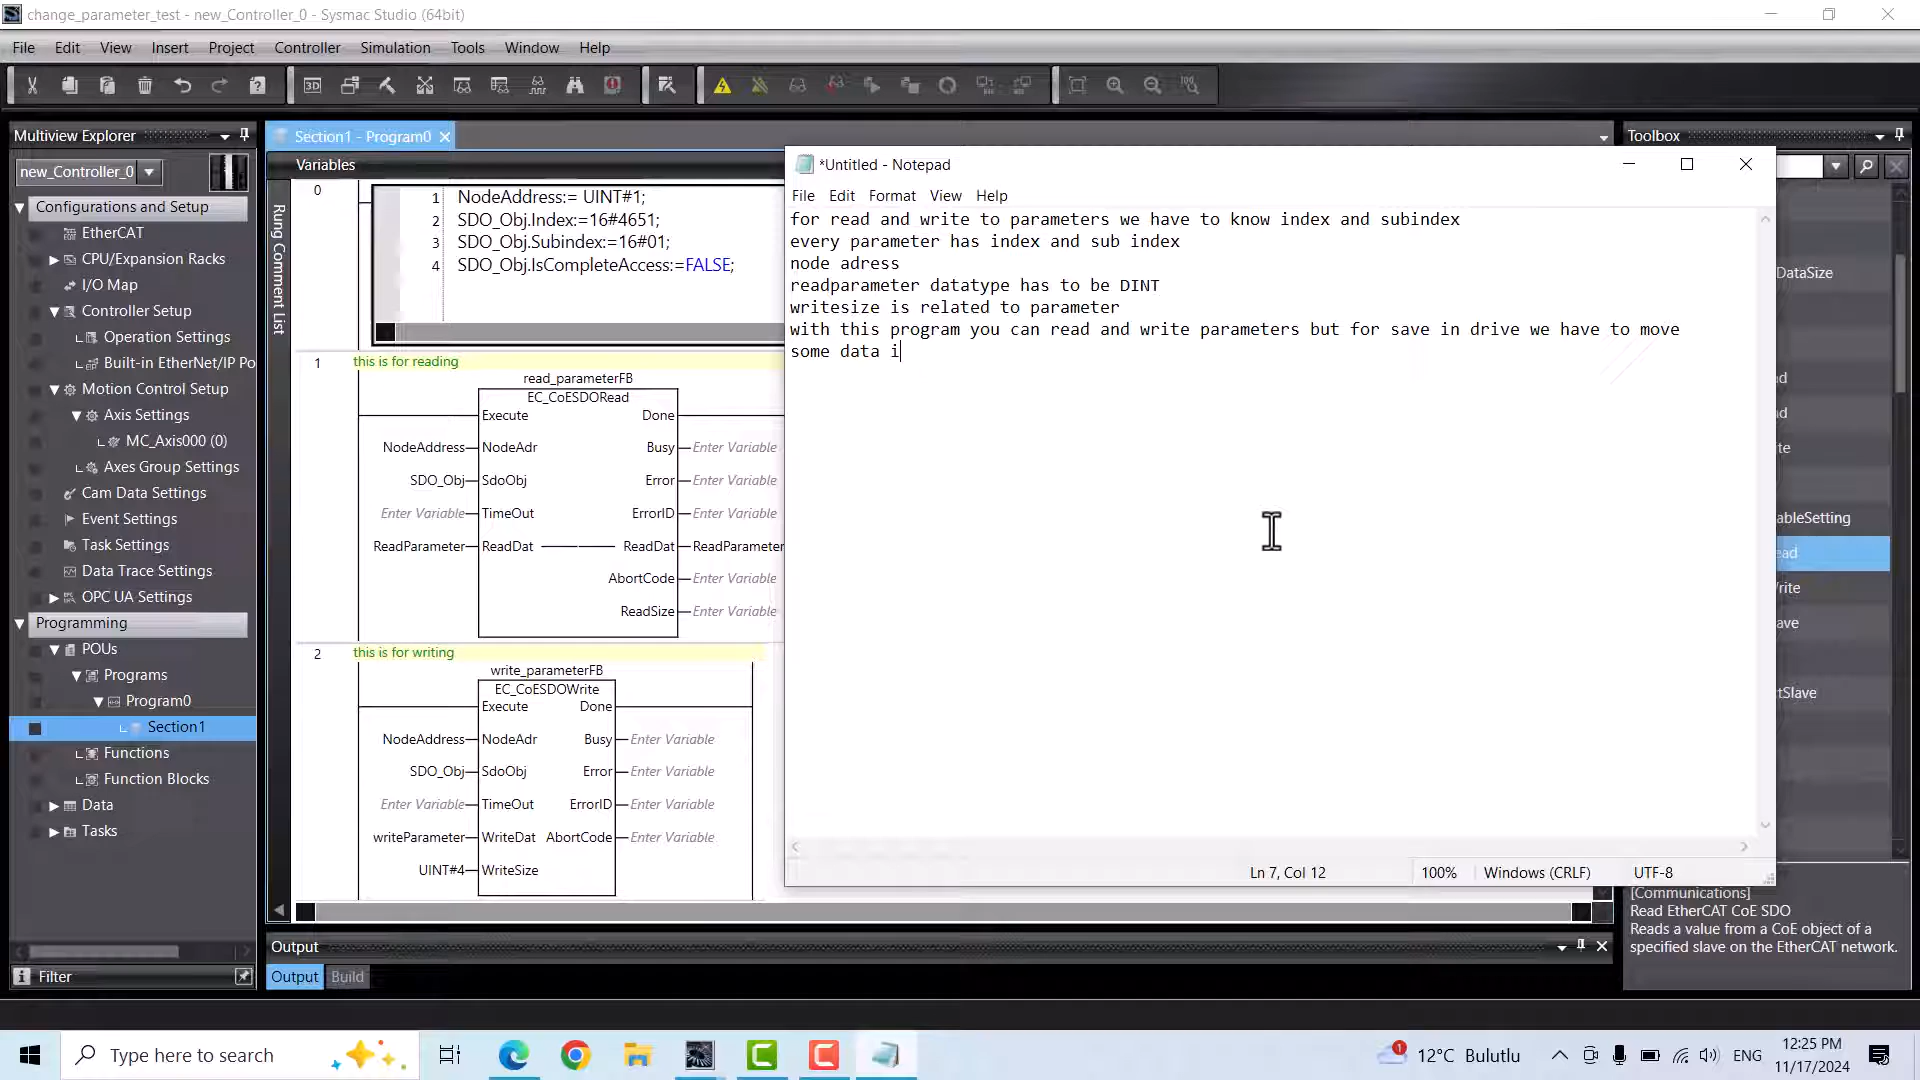 change_parameter_test - new_Controller_0 - Sysmac Studio (64bit)
File Edit View Insert Project Controller Simulation Tools Window Help
3D
100
Multiview Explorer
new_Controller_0
Configurations and Setup
EtherCAT
CPU/Expansion Racks
I/O Map
Controller Setup
Operation Settings
Built-in EtherNet/IP Po
Motion Control Setup
Axis Settings
MC_Axis000 (0)
Axes Group Settings
Cam Data Settings
Event Settings
Task Settings
Data Trace Settings
OPC UA Settings
Programming
POUs
Programs
Program0
Section1
Functions
Function Blocks
Data
Tasks
Filter
Section1 - Program0
Variables
Rung Comment List
0
1 NodeAddress:= UINT#1;
2 SDO_Obj.Index:=16#4651;
3 SDO_Obj.Subindex:=16#01;
4 SDO_Obj.IsCompleteAccess:=FALSE;
1 this is for reading
read_parameterFB
EC_CoESDORead
Execute Done
NodeAddress NodeAdr Busy Enter Variable
SDO_Obj SdoObj Error Enter Variable
Enter Variable TimeOut ErrorID Enter Variable
ReadParameter ReadDat ReadDat ReadParameter
AbortCode Enter Variable
ReadSize Enter Variable
2 this is for writing
write_parameterFB
EC_CoESDOWrite
Execute Done
NodeAddress NodeAdr Busy Enter Variable
SDO_Obj SdoObj Error Enter Variable
Enter Variable TimeOut ErrorID Enter Variable
writeParameter WriteDat AbortCode Enter Variable
UINT#4 WriteSize
Output
Output Build
*Untitled - Notepad
File Edit Format View Help
for read and write to parameters we have to know index and subindex
every parameter has index and sub index
node adress
readparameter datatype has to be DINT
writesize is related to parameter
with this program you can read and write parameters but for save in drive we have to move
some data i
Ln 7, Col 12 100% Windows (CRLF) UTF-8
Toolbox
DataSize
ableSetting
ead
rite
ave
tSlave
[Communications]
Read EtherCAT CoE SDO
Reads a value from a CoE object of a
specified slave on the EtherCAT network.
Type here to search
1
12°C Bulutlu
ENG
12:25 PM
11/17/2024